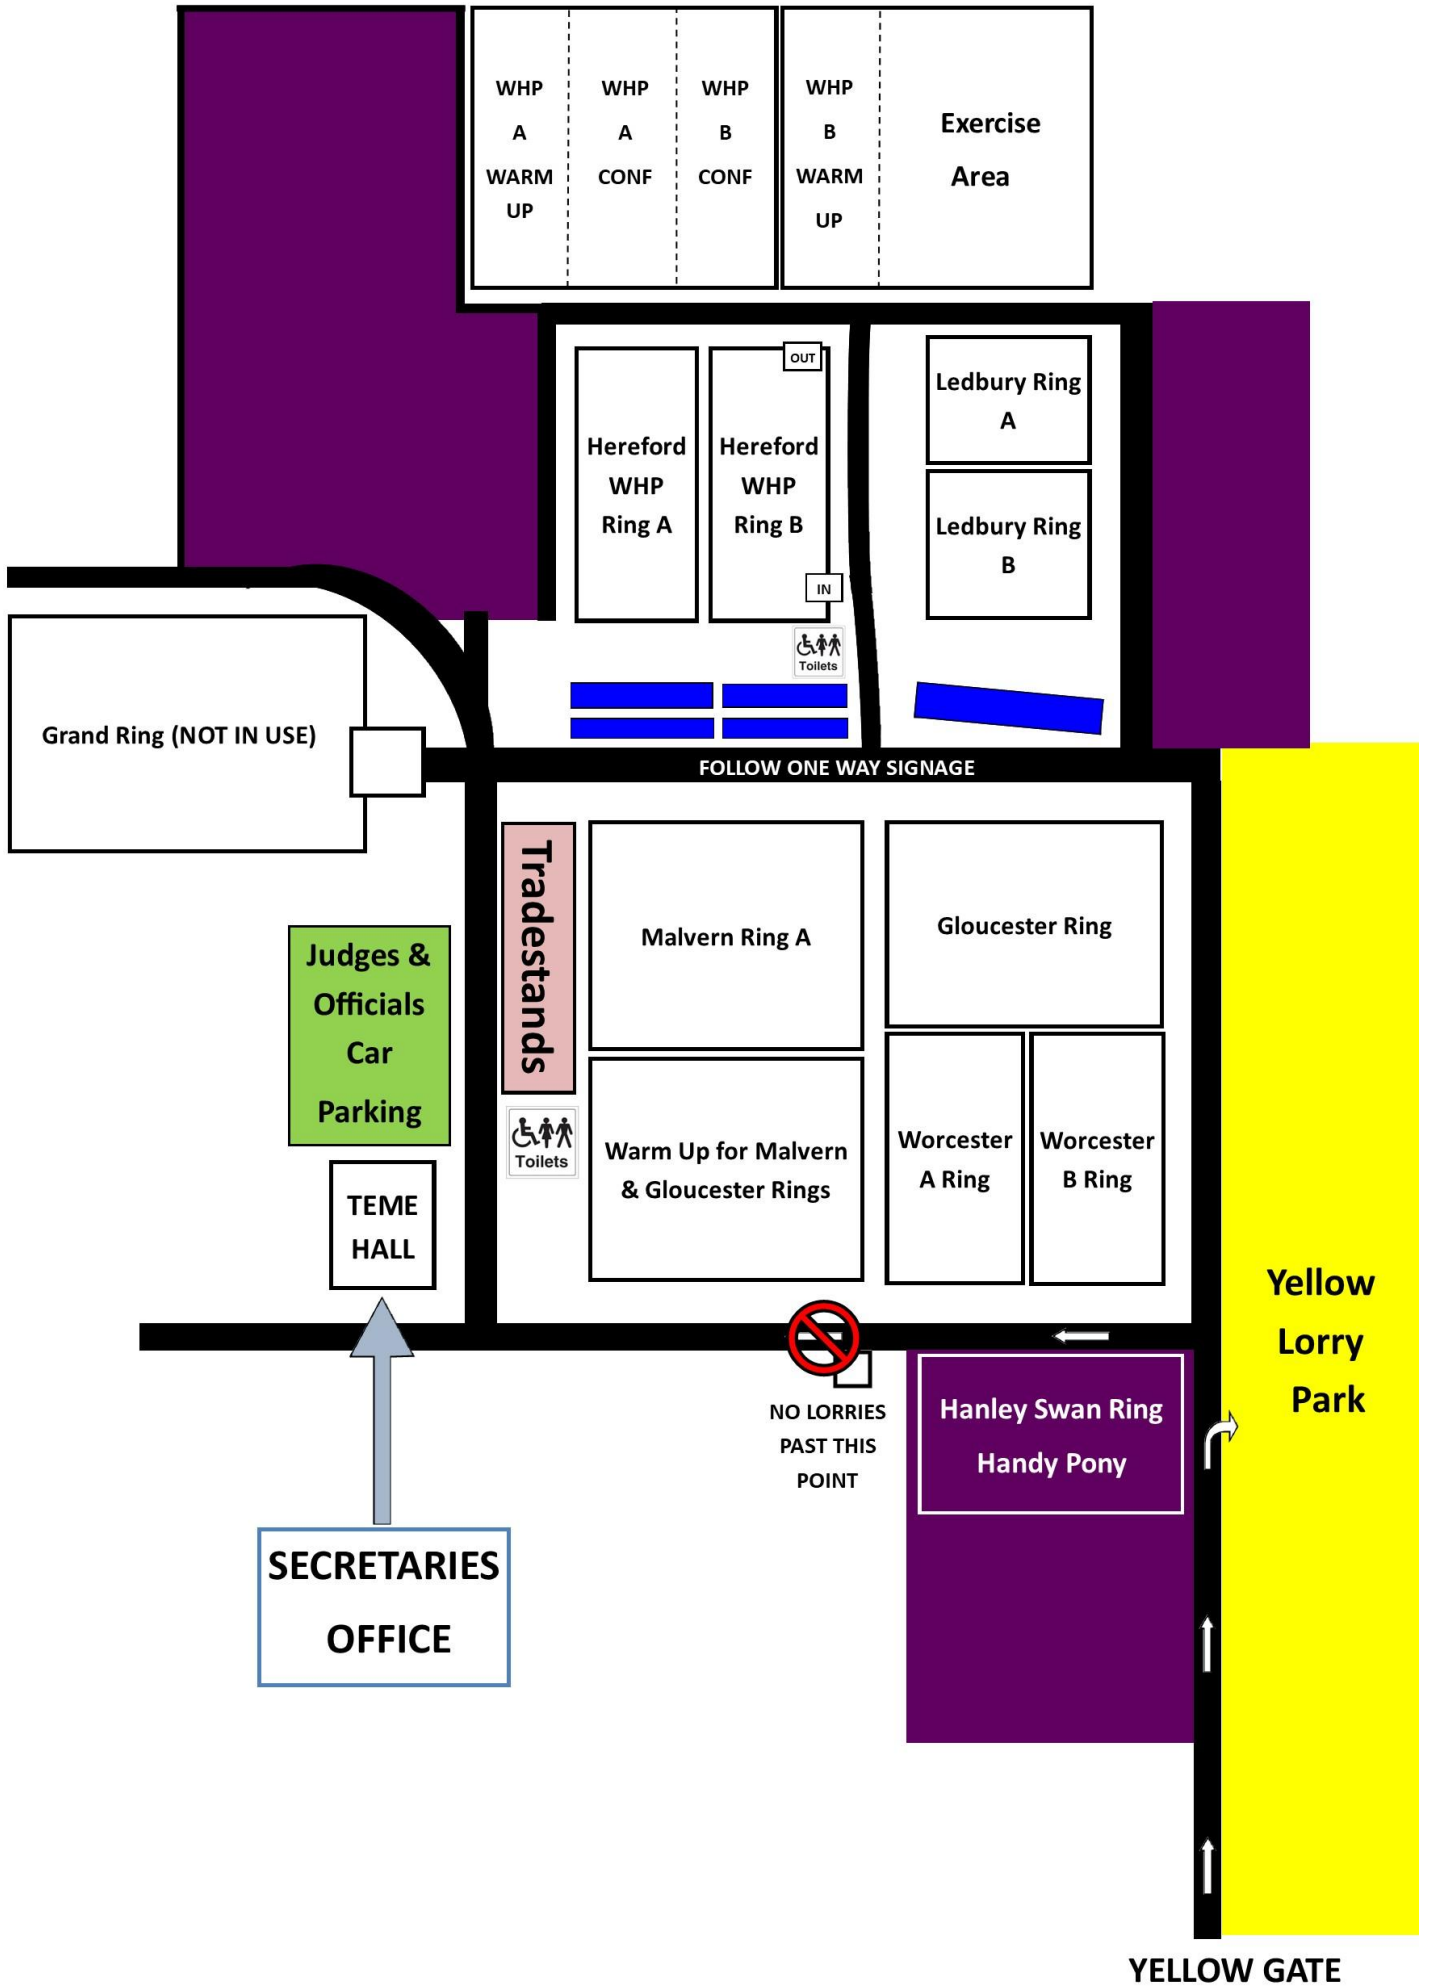 WHP
A
WARM
UP
WHP
A
CONF
WHP
B
CONF
WHP
B
WARM
UP
Exercise
Area
Hereford
WHP
Ring A
OUT
Hereford
WHP
Ring B
IN
Toilets
Ledbury Ring
A
Ledbury Ring
B
Grand Ring (NOT IN USE)
FOLLOW ONE WAY SIGNAGE
Tradestands
Malvern Ring A
Gloucester Ring
Judges &
Officials
Car
Parking
Toilets
Warm Up for Malvern
& Gloucester Rings
Worcester
A Ring
Worcester
B Ring
TEME
HALL
Yellow
Lorry
Park
NO LORRIES
PAST THIS
POINT
Hanley Swan Ring
Handy Pony
SECRETARIES
OFFICE
YELLOW GATE